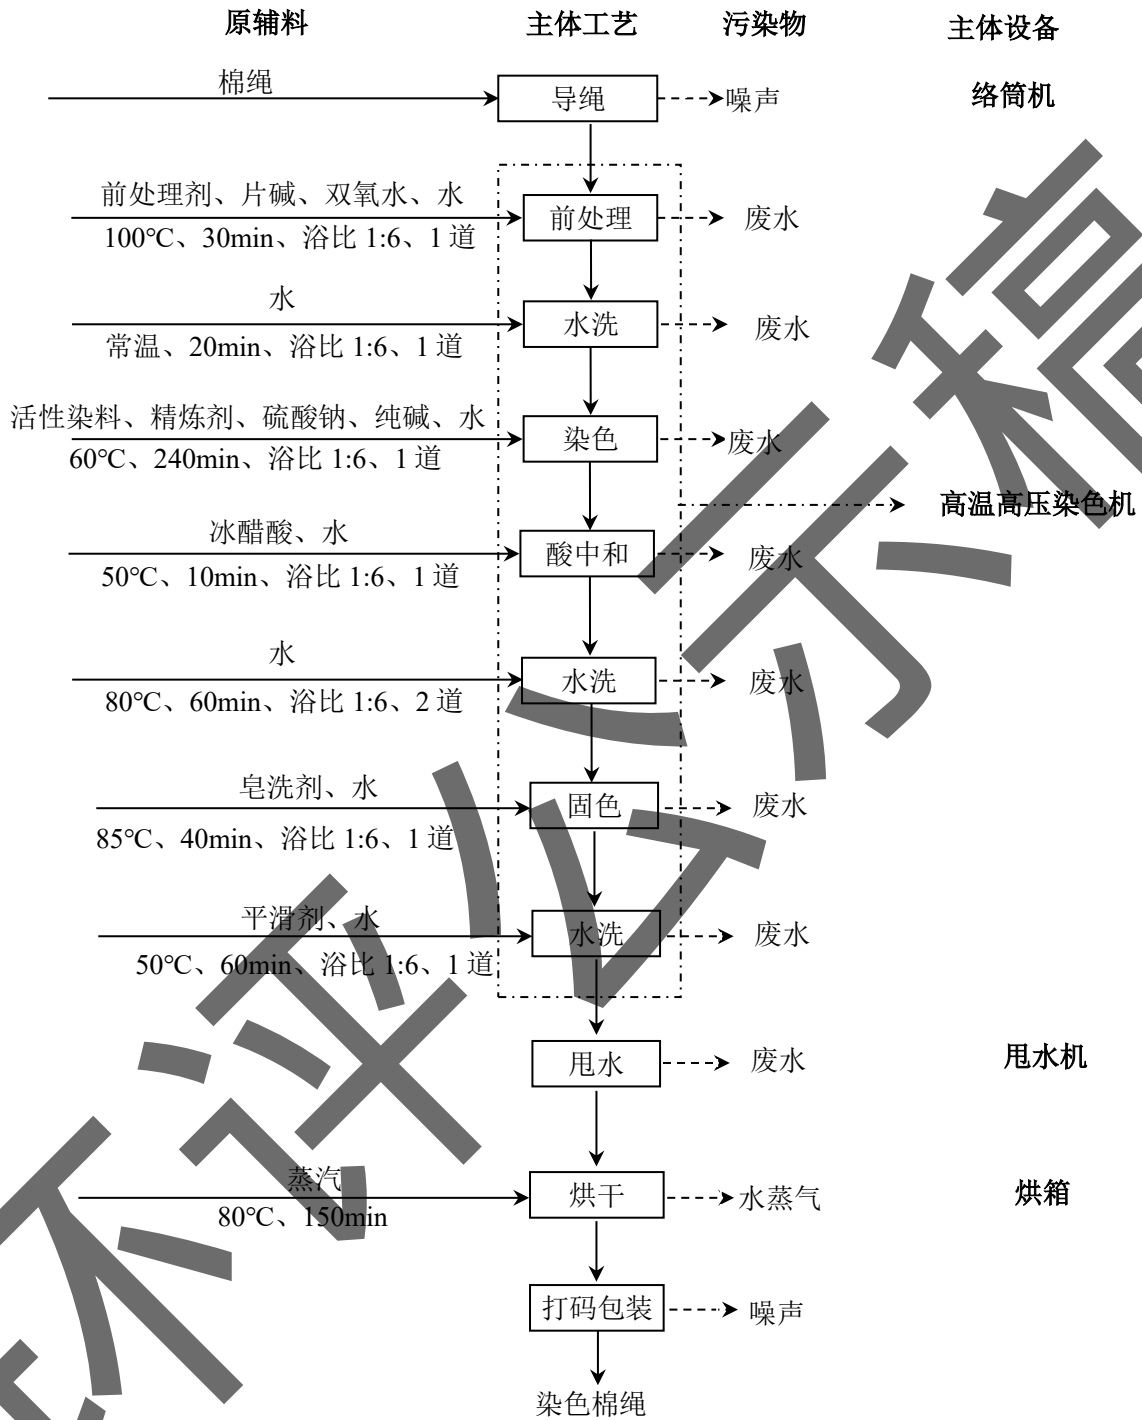 原辅料 主体工艺 污染物 主体设备
棉绳 导绳 噪声 络筒机
前处理剂、片碱、双氧水、水
前处理 废水
100℃、30min、浴比 1:6、1 道
水
水洗 废水
常温、20min、浴比 1:6、1 道
活性染料、精炼剂、硫酸钠、纯碱、水
染色 废水
60℃、240min、浴比 1:6、1 道
高温高压染色机
冰醋酸、水
酸中和 废水
50℃、10min、浴比 1:6、1 道
水
水洗 废水
80℃、60min、浴比 1:6、2 道
皂洗剂、水
固色 废水
85℃、40min、浴比 1:6、1 道
平滑剂、水
水洗 废水
50℃、60min、浴比 1:6、1 道
甩水 废水 甩水机
蒸汽
烘干 水蒸气 烘箱
80℃、150min
打码包装 噪声
染色棉绳
环评公示稿